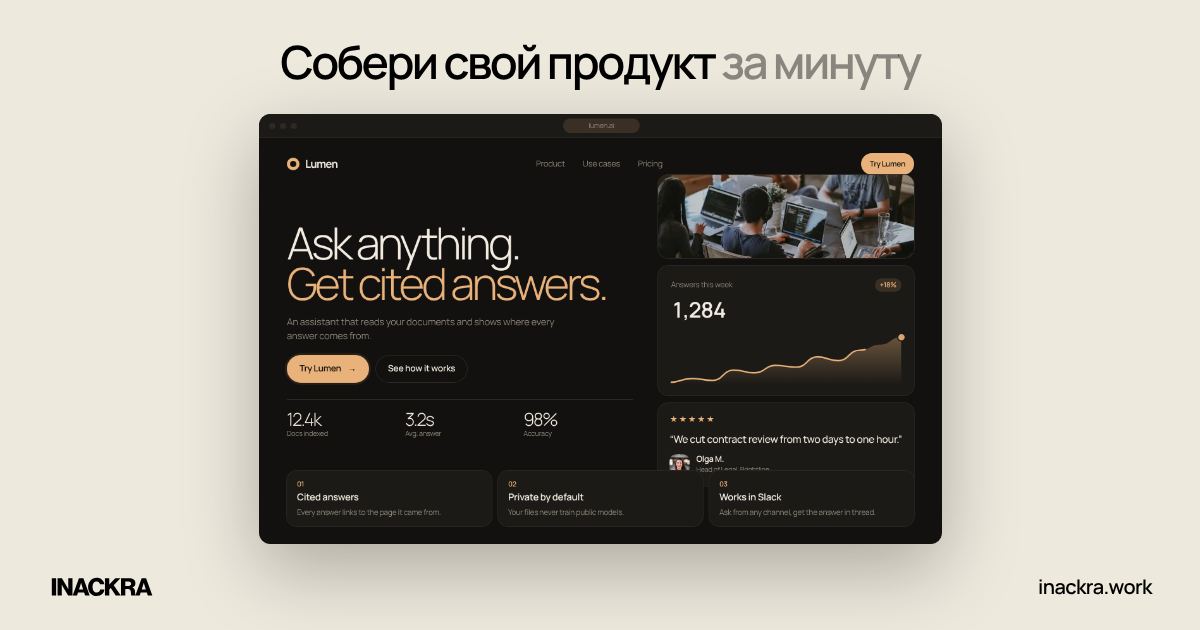 Собери свой продукт за минуту
lumen.ai
Lumen
Product
Use cases
Pricing
Try Lumen
Ask anything.
Get cited answers.
An assistant that reads your documents and shows where every
answer comes from.
Try Lumen →
See how it works
12.4k
Docs indexed
3.2s
Avg. answer
98%
Accuracy
Answers this week
+18%
1,284
★★★★★
“We cut contract review from two days to one hour.”
Olga M.
Head of Legal,
01
Cited answers
Every answer links to the page it came from.
02
Private by default
Your files never train public models.
03
Works in Slack
Ask from any channel, get the answer in thread.
INACKRA
inackra.work